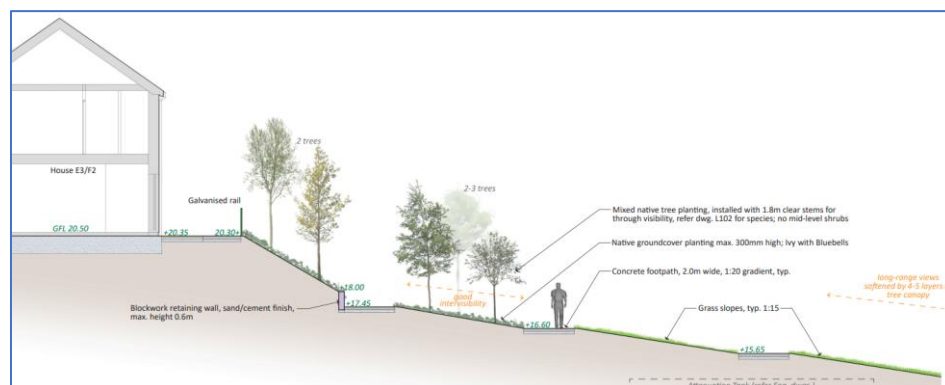 2 trees
House E3/F2
2-3 trees
Galvanised rail
Mixed native tree planting, installed with 1.8m clear stems for
through visibility, refer dwg. L102 for species; no mid-level shrubs
GFL 20.50
+20.35
20.30+
Native groundcover planting max. 300mm high; Ivy with Bluebells
Concrete footpath, 2.0m wide, 1:20 gradient, typ.
long-range views
softened by 4-5 layers
tree canopy
+18.00
good
intervisibility
Blockwork retaining wall, sand/cement finish,
max. height 0.6m
+17.45
Grass slopes, typ. 1:15
+16.60
+15.65
Attenuation Tank